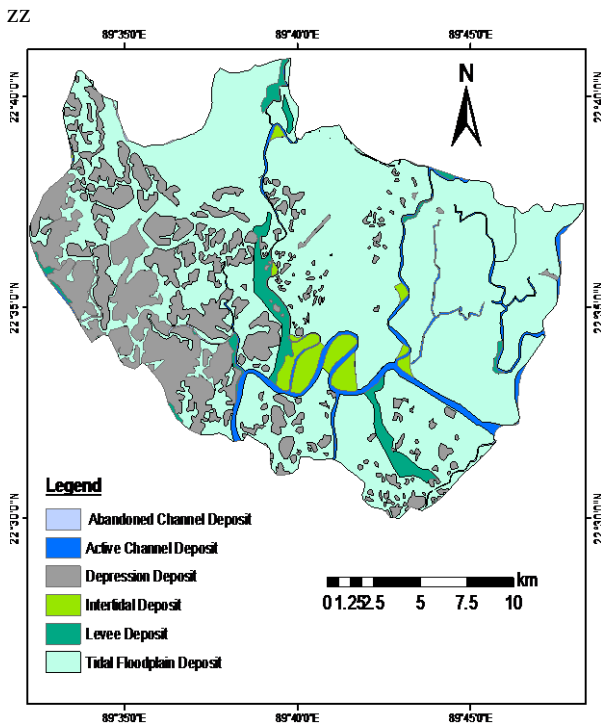 zz
89°35'0"E 89°40'0"E 89°45'0"E
22°40'0"N 22°40'0"N
N
22°35'0"N 22°35'0"N
22°30'0"N 22°30'0"N
Legend
Abandoned Channel Deposit
Active Channel Deposit
Depression Deposit
Intertidal Deposit
Levee Deposit
Tidal Floodplain Deposit
km
0 1.25 2.5 5 7.5 10
89°35'0"E 89°40'0"E 89°45'0"E